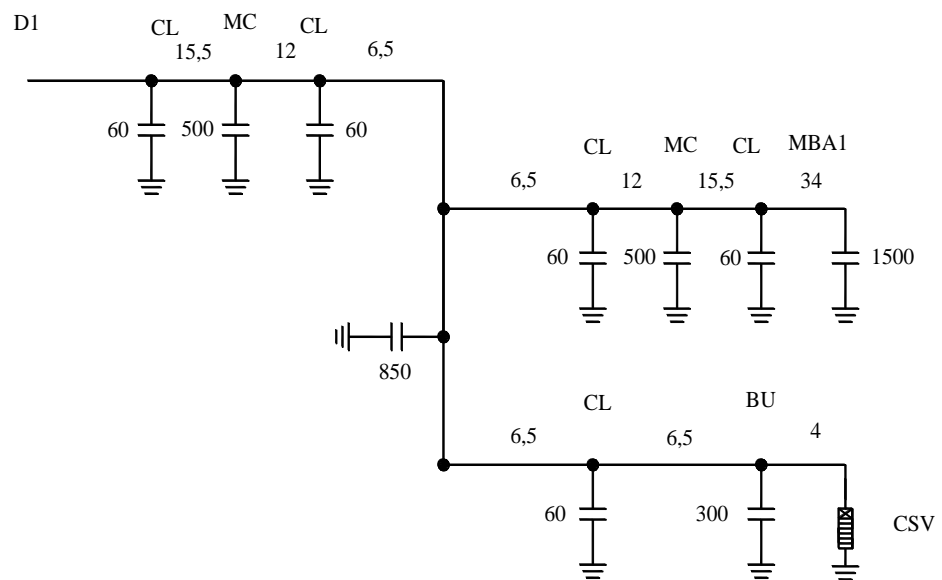 D1
CL MC CL
15,5 12 6,5
60 500 60
CL MC CL MBA1
6,5 12 15,5 34
60 500 60 1500
850
CL BU
6,5 6,5 4
60 300 CSV